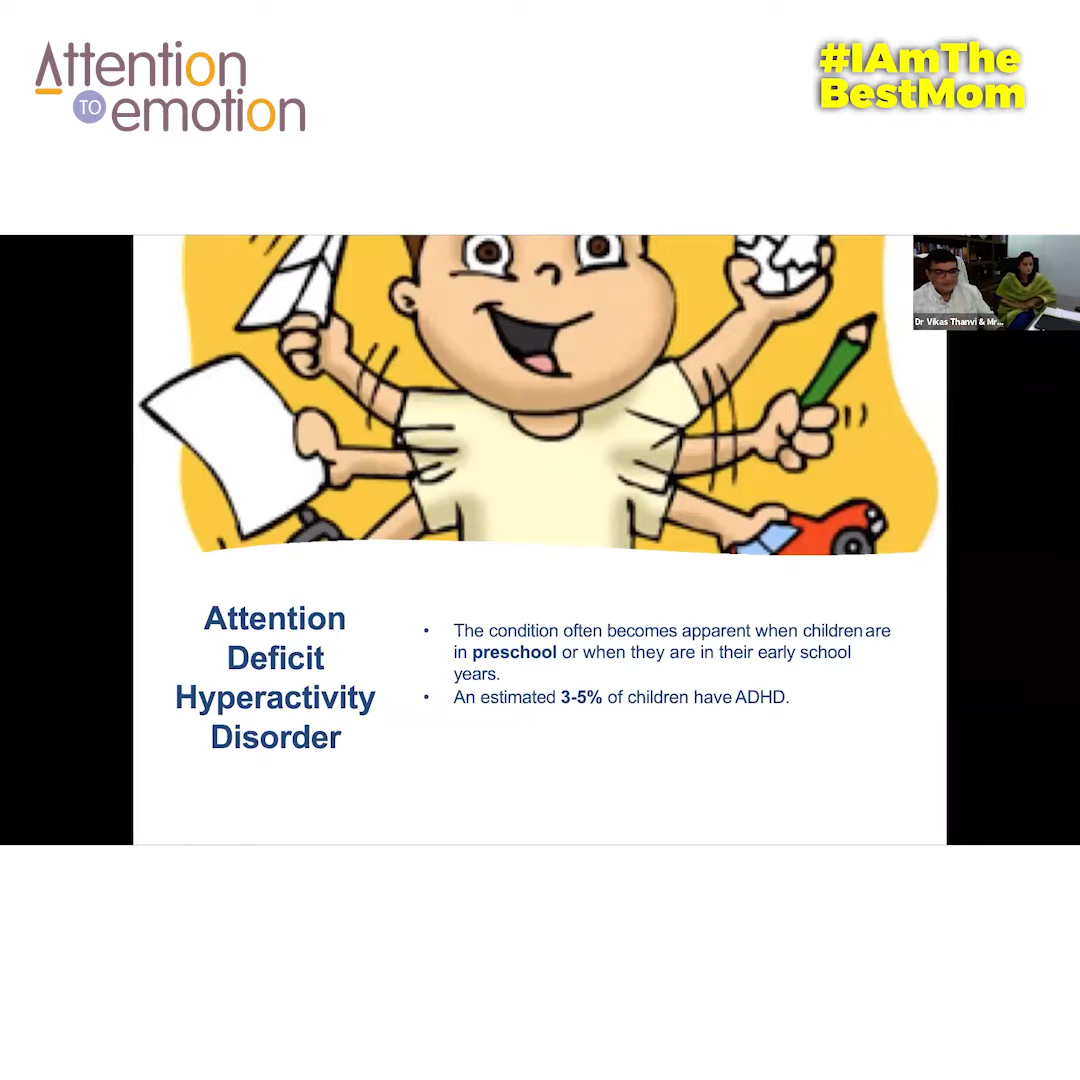 Attention
TO emotion
#IAmThe
BestMom
Dr Vikas Thanvi & Mr...
Attention
Deficit
Hyperactivity
Disorder
• The condition often becomes apparent when children are
in preschool or when they are in their early school
years.
• An estimated 3-5% of children have ADHD.